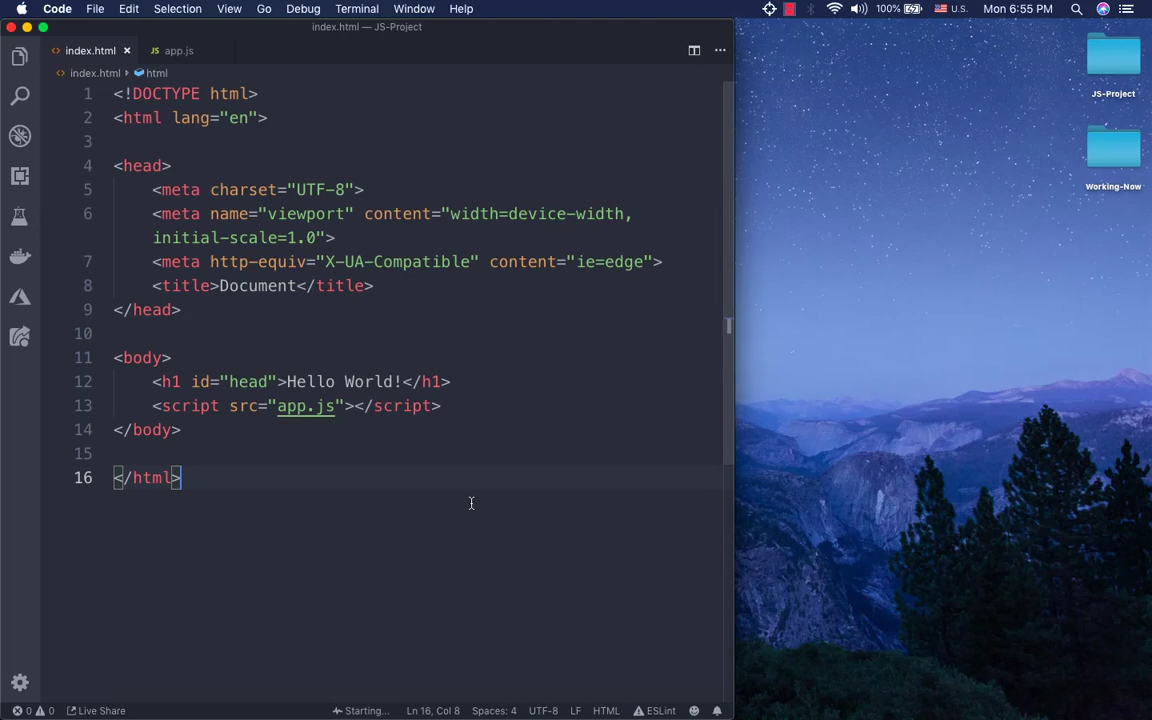 Code File Edit Selection View Go Debug Terminal Window Help 100% U.S. Mon 6:55 PM
index.html — JS-Project
<> index.html × JS app.js ...
<> index.html html
1 <!DOCTYPE html>
2 <html lang="en">
3
4 <head>
5 <meta charset="UTF-8">
6 <meta name="viewport" content="width=device-width,
initial-scale=1.0">
7 <meta http-equiv="X-UA-Compatible" content="ie=edge">
8 <title>Document</title>
9 </head>
10
11 <body>
12 <h1 id="head">Hello World!</h1>
13 <script src="app.js"></script>
14 </body>
15
16 </html>
0 0 Live Share Starting... Ln 16, Col 8 Spaces: 4 UTF-8 LF HTML ESLint
JS-Project
Working-Now